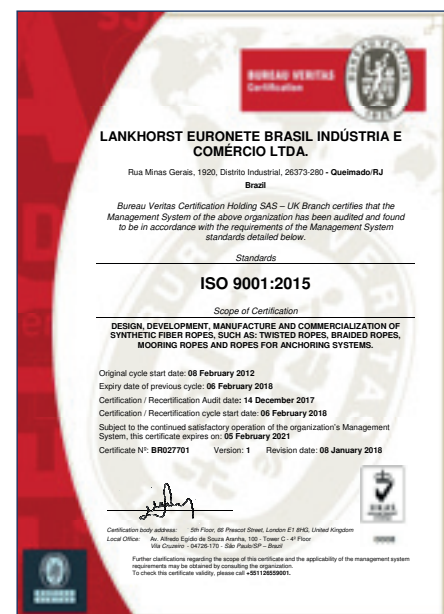 BUREAU VERITAS
Certification
BUREAU VERITAS
LANKHORST EURONETE BRASIL INDÚSTRIA E
COMÉRCIO LTDA.
Rua Minas Gerais, 1920, Distrito Industrial, 26373-280 - Queimado/RJ
Brazil
Bureau Veritas Certification Holding SAS – UK Branch certifies that the
Management System of the above organization has been audited and found
to be in accordance with the requirements of the Management System
standards detailed below.
Standards
ISO 9001:2015
Scope of Certification
DESIGN, DEVELOPMENT, MANUFACTURE AND COMMERCIALIZATION OF
SYNTHETIC FIBER ROPES, SUCH AS: TWISTED ROPES, BRAIDED ROPES,
MOORING ROPES AND ROPES FOR ANCHORING SYSTEMS.
Original cycle start date: 08 February 2012
Expiry date of previous cycle: 06 February 2018
Certification / Recertification Audit date: 14 December 2017
Certification / Recertification cycle start date: 06 February 2018
Subject to the continued satisfactory operation of the organization's Management
System, this certificate expires on: 05 February 2021
Certificate Nº: BR027701 Version: 1 Revision date: 08 January 2018
Certification body address: 5th Floor, 66 Prescot Street, London E1 8HG, United Kingdom
Local Office: Av. Alfredo Egído de Souza Aranha, 100 - Tower C - 4º Floor
Vila Cruzeiro - 04726-170 - São Paulo/SP – Brazil
Further clarifications regarding the scope of this certificate and the applicability of the management system
requirements may be obtained by consulting the organization.
To check this certificate validity, please call +551126559001.